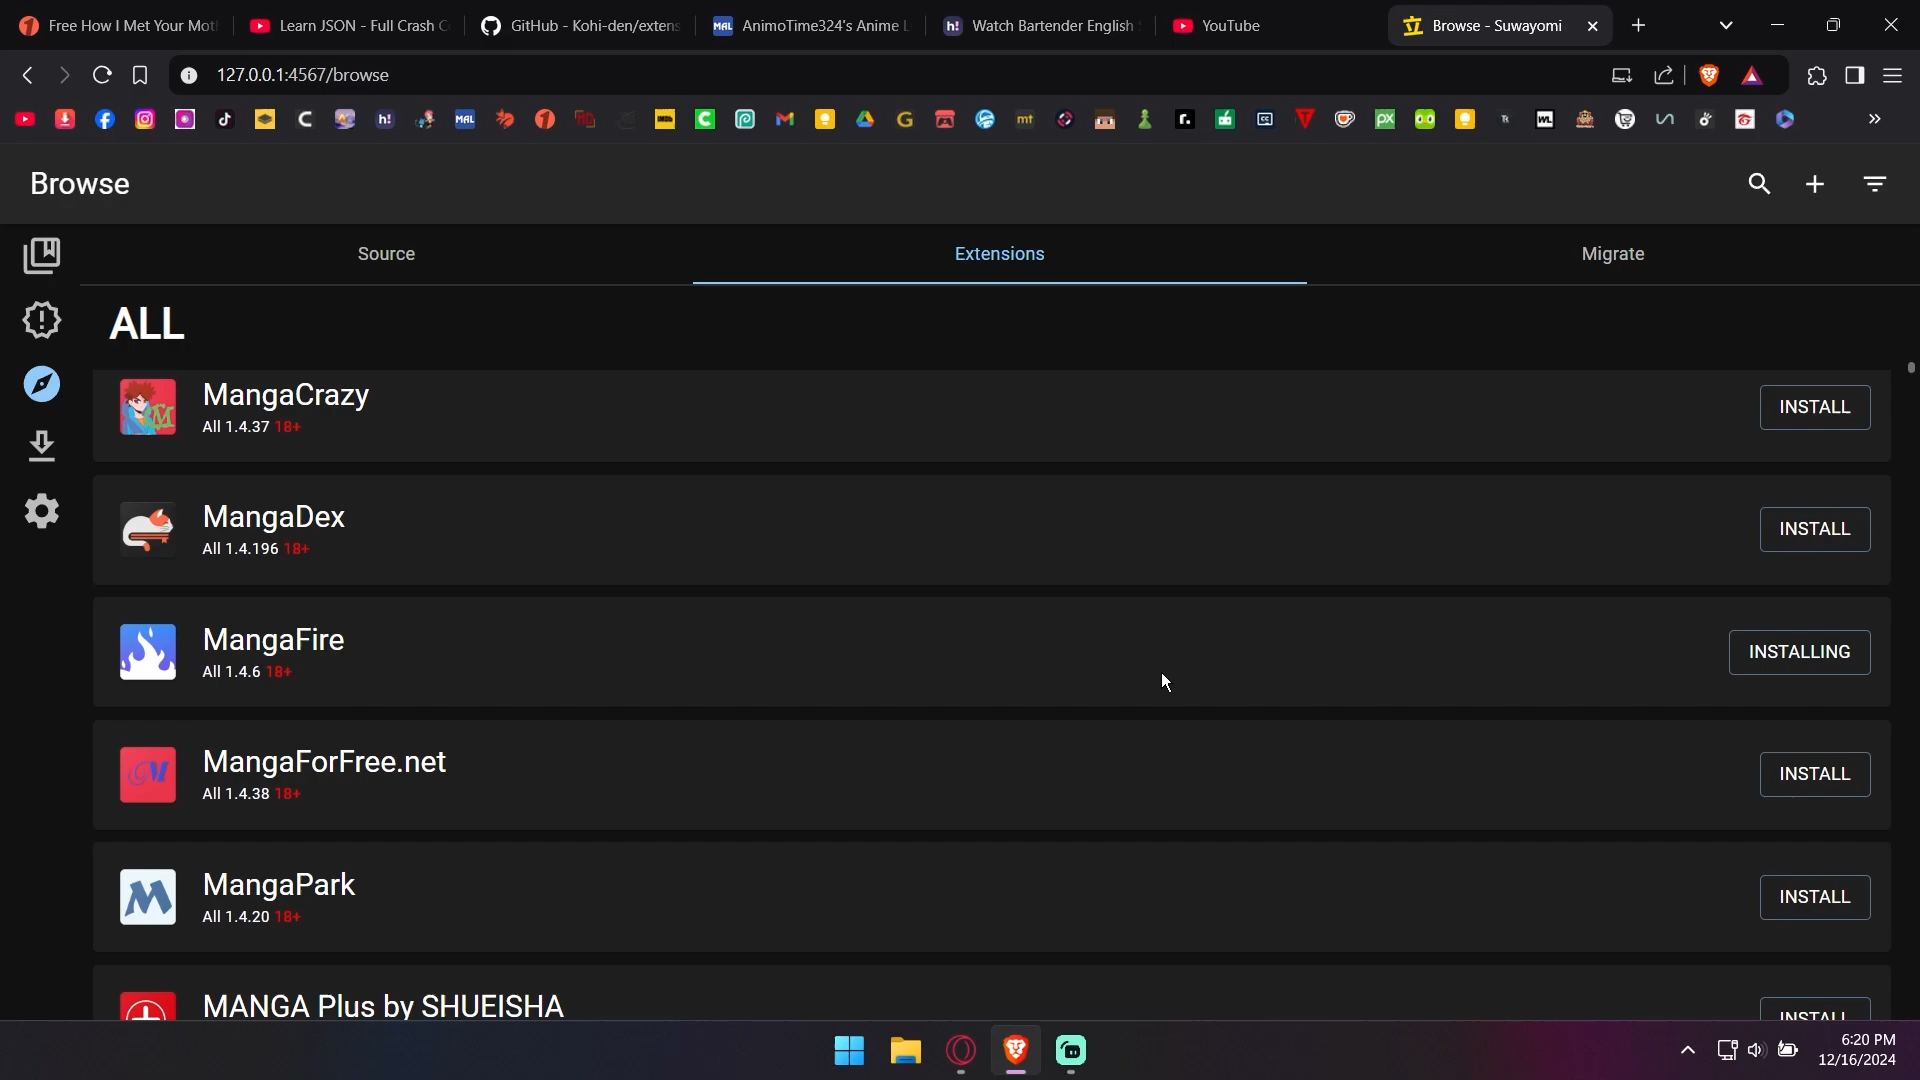 Free How I Met Your Mot
Learn JSON - Full Crash C
GitHub - Kohi-den/extens
MAL
AnimoTime324's Anime L
h!
Watch Bartender English
YouTube
Browse - Suwayomi
127.0.0.1:4567/browse
Browse
Source
Extensions
Migrate
ALL
MangaCrazy
All 1.4.37 18+
INSTALL
MangaDex
All 1.4.196 18+
INSTALL
MangaFire
All 1.4.6 18+
INSTALLING
MangaForFree.net
All 1.4.38 18+
INSTALL
MangaPark
All 1.4.20 18+
INSTALL
MANGA Plus by SHUEISHA
INSTALL
6:20 PM
12/16/2024